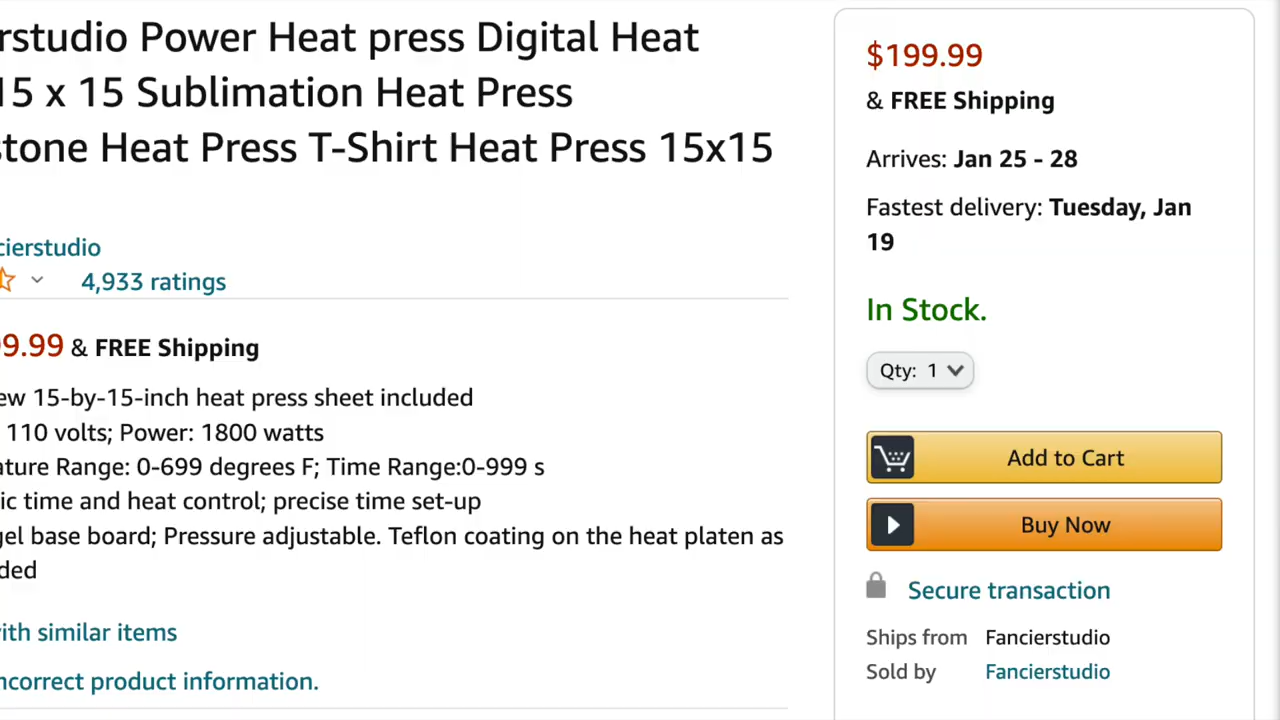 rstudio Power Heat press Digital Heat
15 x 15 Sublimation Heat Press
stone Heat Press T-Shirt Heat Press 15x15
cierstudio
4,933 ratings
9.99 & FREE Shipping
ew 15-by-15-inch heat press sheet included
110 volts; Power: 1800 watts
ature Range: 0-699 degrees F; Time Range:0-999 s
ic time and heat control; precise time set-up
gel base board; Pressure adjustable. Teflon coating on the heat platen as
ded
ith similar items
ncorrect product information.
$199.99
& FREE Shipping
Arrives: Jan 25 - 28
Fastest delivery: Tuesday, Jan
19
In Stock.
Qty: 1
Add to Cart
Buy Now
Secure transaction
Ships from Fancierstudio
Sold by Fancierstudio